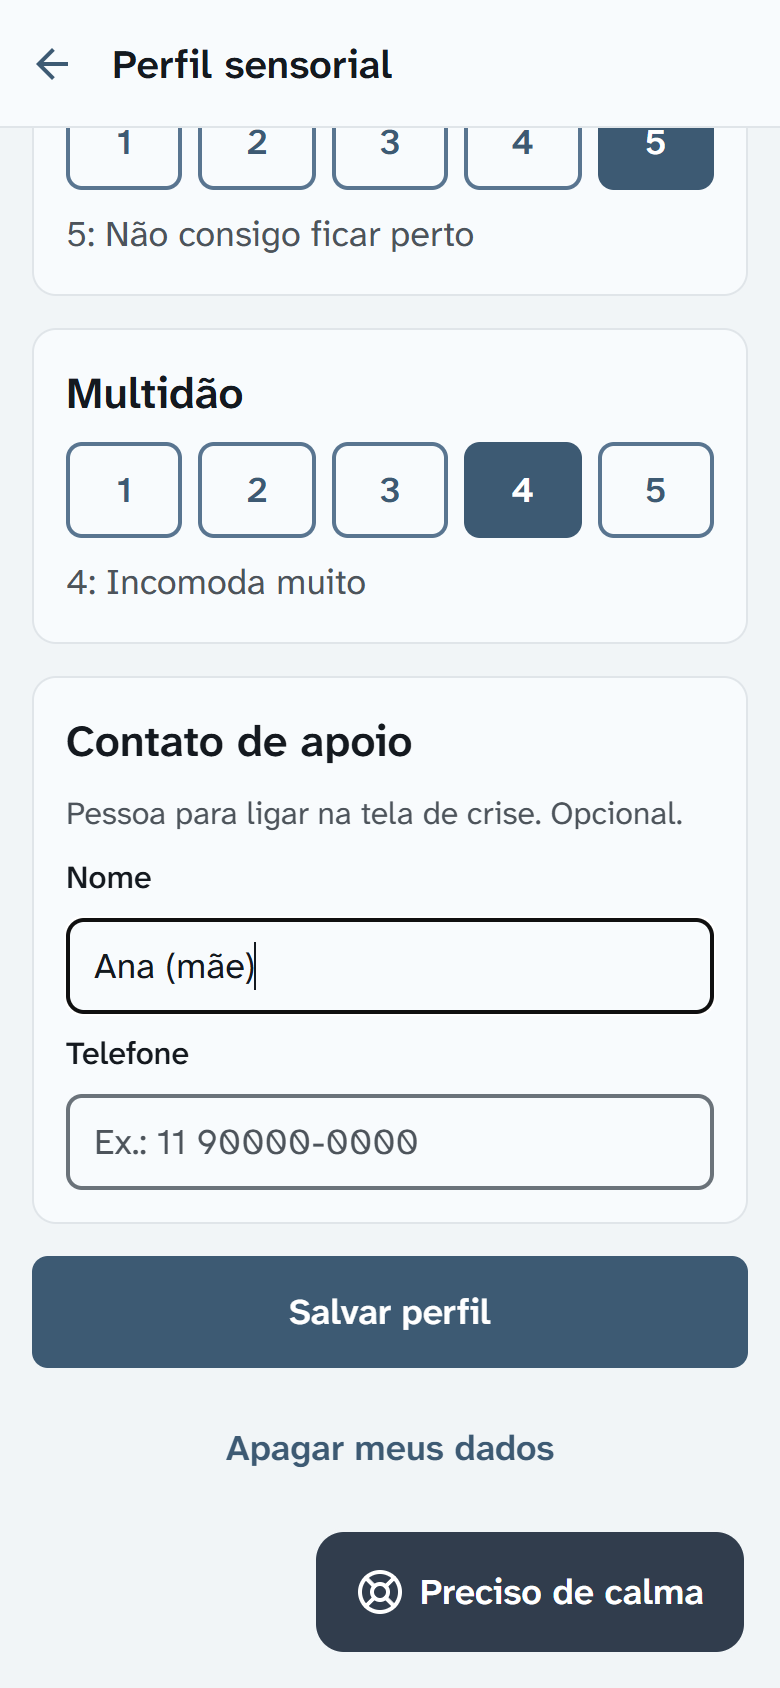 Perfil sensorial
1 2 3 4 5
5: Não consigo ficar perto
Multidão
1 2 3 4 5
4: Incomoda muito
Contato de apoio
Pessoa para ligar na tela de crise. Opcional.
Nome
Ana (mãe)
Telefone
Ex.: 11 90000-0000
Salvar perfil
Apagar meus dados
Preciso de calma